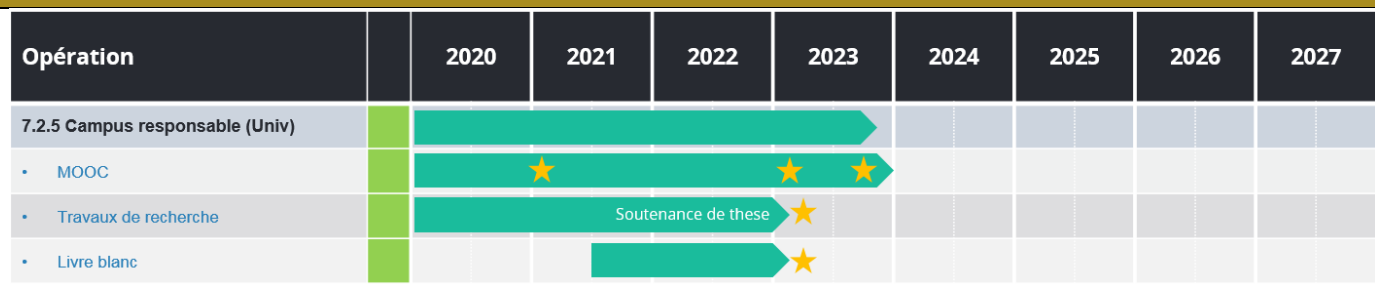 Opération 2020 2021 2022 2023 2024 2025 2026 2027
7.2.5 Campus responsable (Univ)
• MOOC
• Travaux de recherche Soutenance de these
• Livre blanc